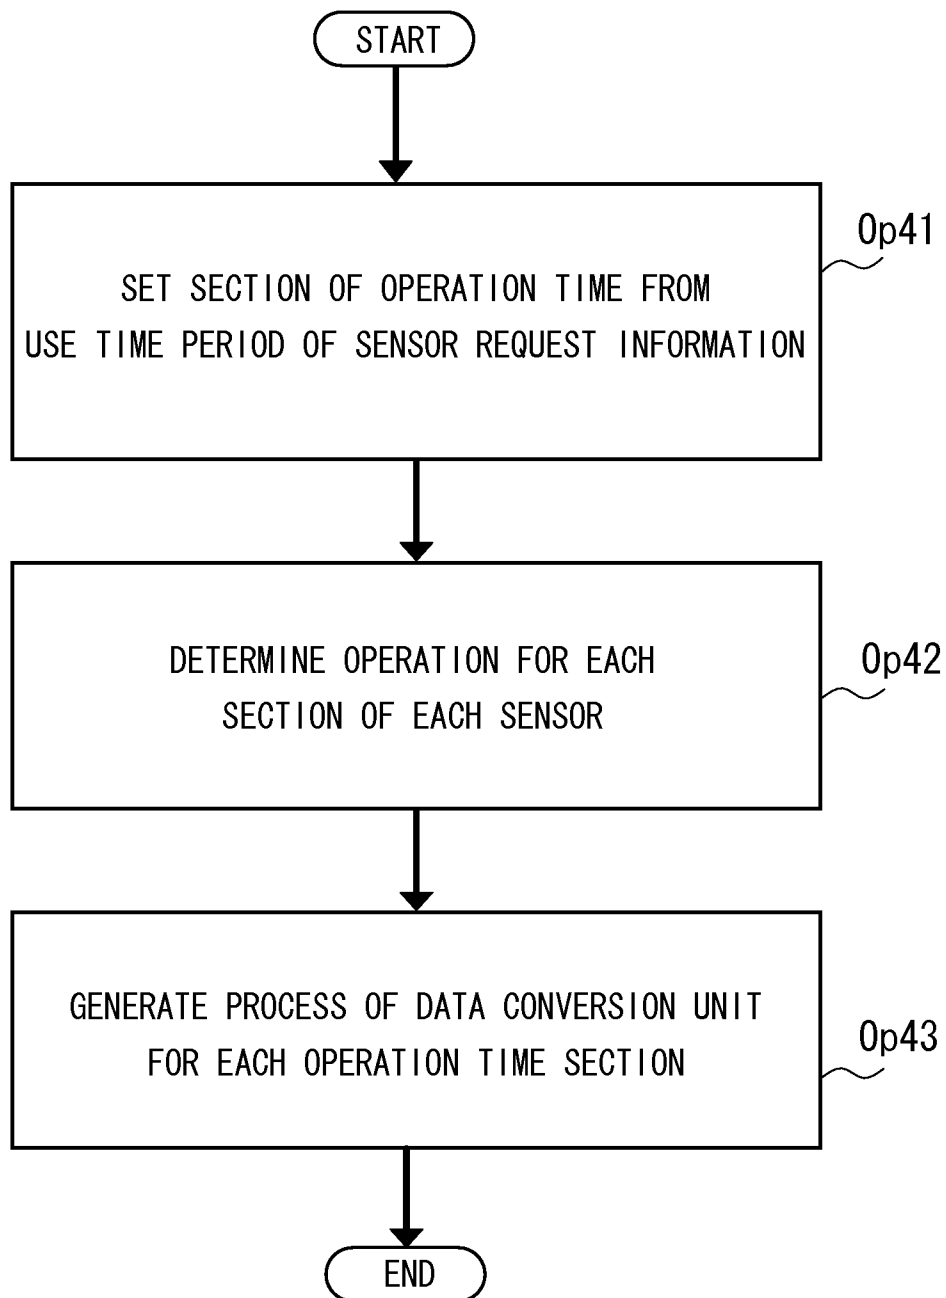 START
Op41
SET SECTION OF OPERATION TIME FROM
USE TIME PERIOD OF SENSOR REQUEST INFORMATION
Op42
DETERMINE OPERATION FOR EACH
SECTION OF EACH SENSOR
Op43
GENERATE PROCESS OF DATA CONVERSION UNIT
FOR EACH OPERATION TIME SECTION
END